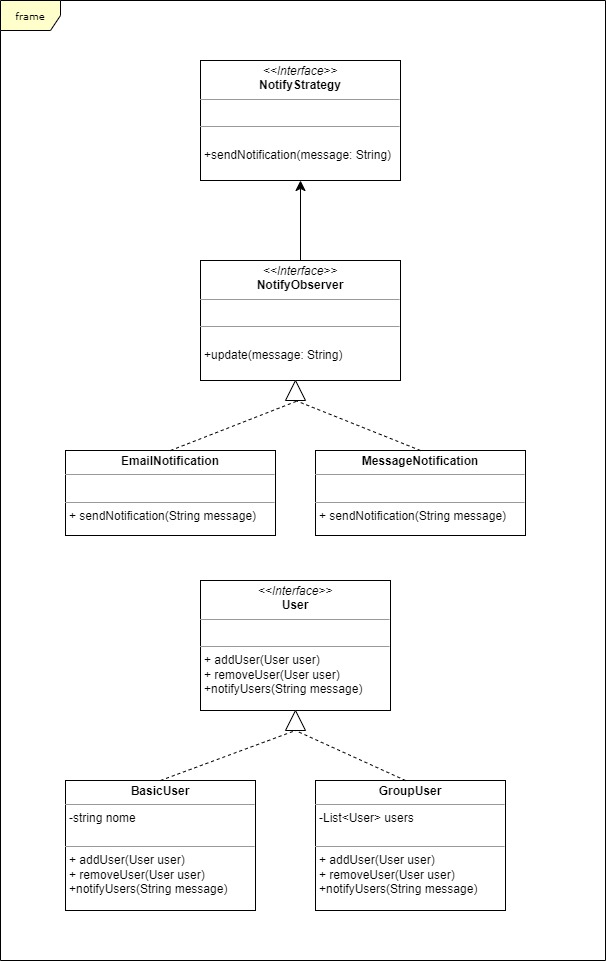 frame
<<Interface>>
NotifyStrategy
+sendNotification(message: String)
<<Interface>>
NotifyObserver
+update(message: String)
EmailNotification
+ sendNotification(String message)
MessageNotification
+ sendNotification(String message)
<<Interface>>
User
+ addUser(User user)
+ removeUser(User user)
+notifyUsers(String message)
BasicUser
-string nome
+ addUser(User user)
+ removeUser(User user)
+notifyUsers(String message)
GroupUser
-List<User> users
+ addUser(User user)
+ removeUser(User user)
+notifyUsers(String message)